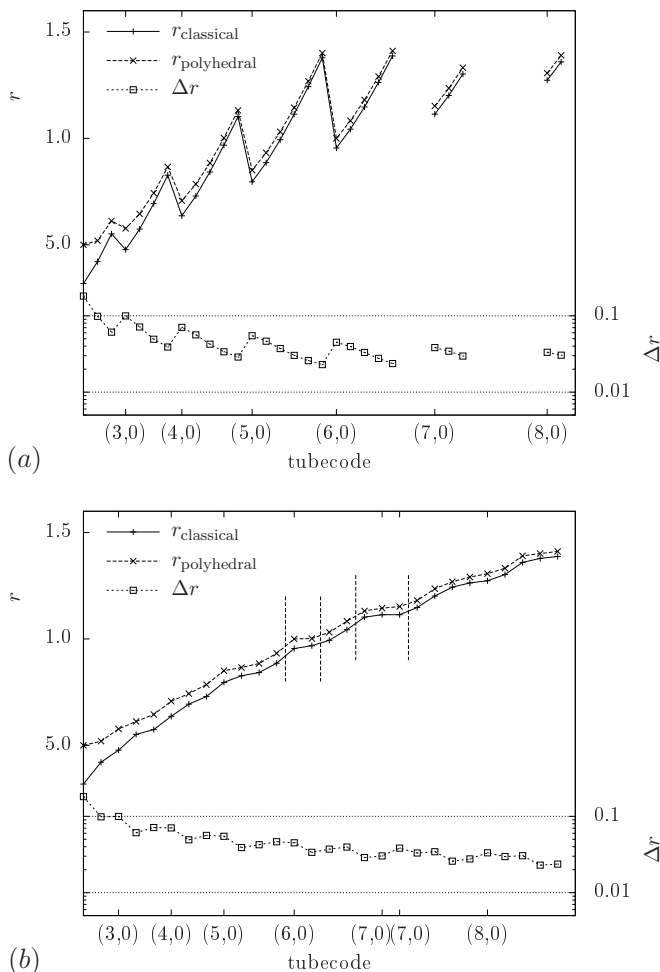 1.5
r_classical
r_polyhedral
Δr
r
1.0
5.0
0.1
Δr
0.01
(3,0) (4,0) (5,0) (6,0) (7,0) (8,0)
(a)
tubecode
1.5
r_classical
r_polyhedral
Δr
r
1.0
5.0
0.1
Δr
0.01
(3,0) (4,0) (5,0) (6,0) (7,0)(7,0) (8,0)
(b)
tubecode